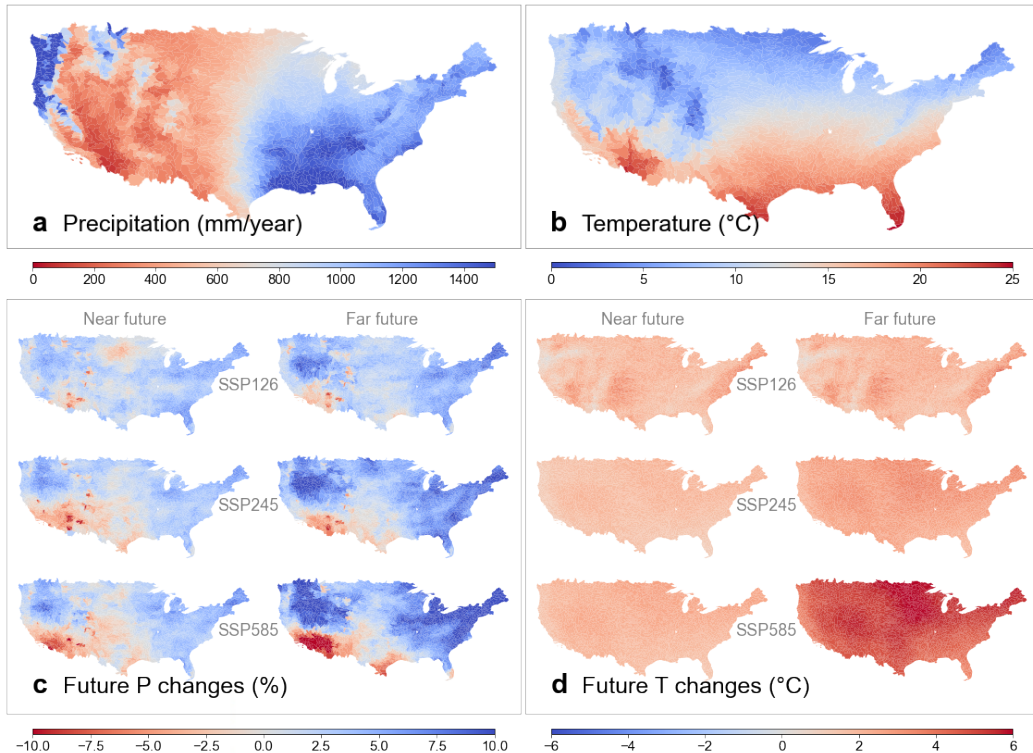 a Precipitation (mm/year)
0 200 400 600 800 1000 1200 1400
b Temperature (°C)
0 5 10 15 20 25
Near future Far future
SSP126
SSP245
SSP585
c Future P changes (%)
−10.0 −7.5 −5.0 −2.5 0.0 2.5 5.0 7.5 10.0
Near future Far future
SSP126
SSP245
SSP585
d Future T changes (°C)
−6 −4 −2 0 2 4 6